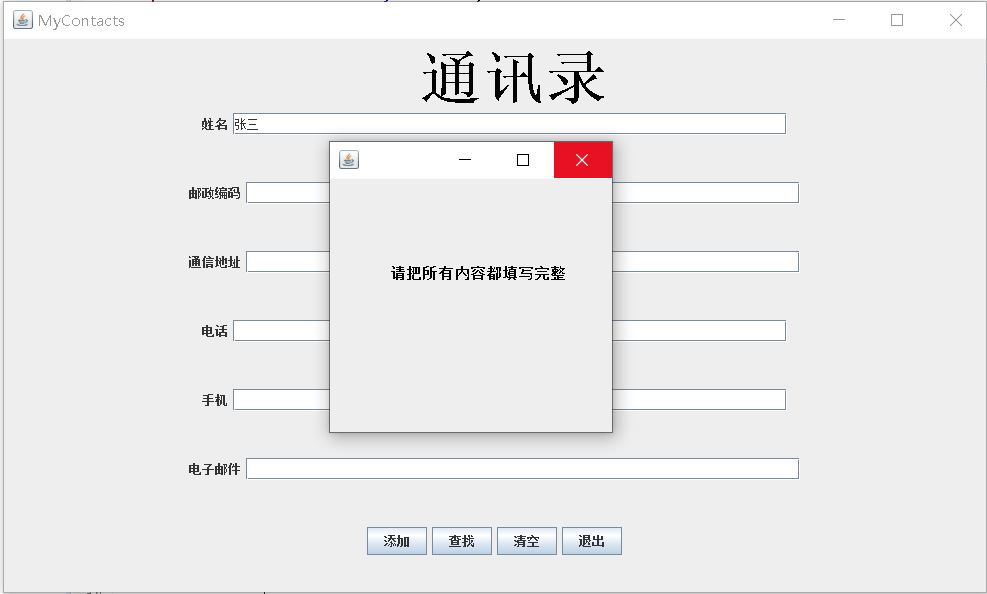 MyContacts
通讯录
姓名 张三
邮政编码
请把所有内容都填写完整
通信地址
电话
手机
电子邮件
添加 查找 清空 退出